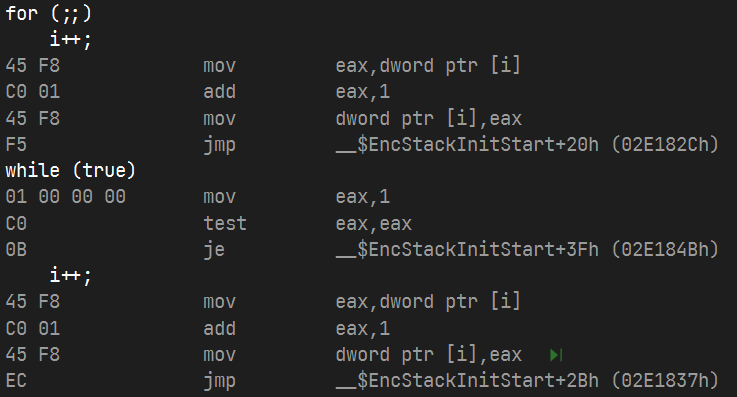 for (;;)
    i++;
45 F8                mov             eax,dword ptr [i]
C0 01                add             eax,1
45 F8                mov             dword ptr [i],eax
F5                   jmp             __$EncStackInitStart+20h (02E182Ch)
while (true)
01 00 00 00          mov             eax,1
C0                   test            eax,eax
0B                   je              __$EncStackInitStart+3Fh (02E184Bh)
    i++;
45 F8                mov             eax,dword ptr [i]
C0 01                add             eax,1
45 F8                mov             dword ptr [i],eax
EC                   jmp             __$EncStackInitStart+2Bh (02E1837h)